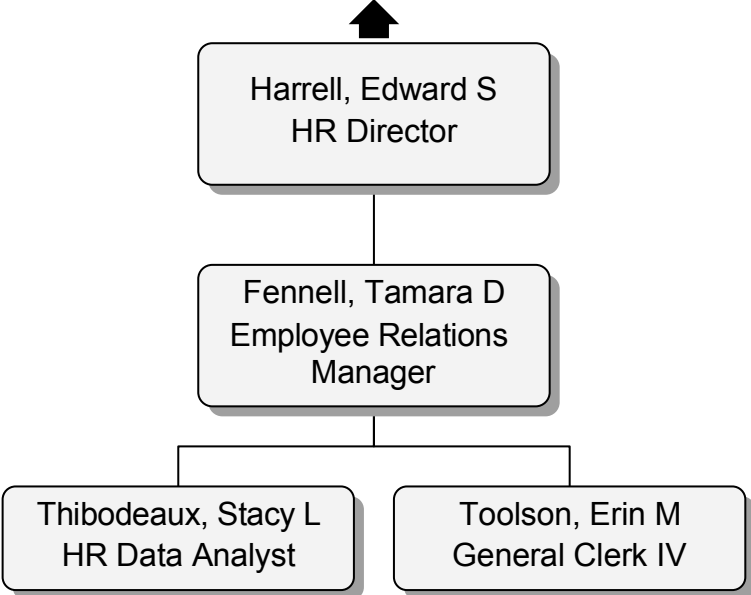 Harrell, Edward S
HR Director
Fennell, Tamara D
Employee Relations
Manager
Thibodeaux, Stacy L
HR Data Analyst
Toolson, Erin M
General Clerk IV